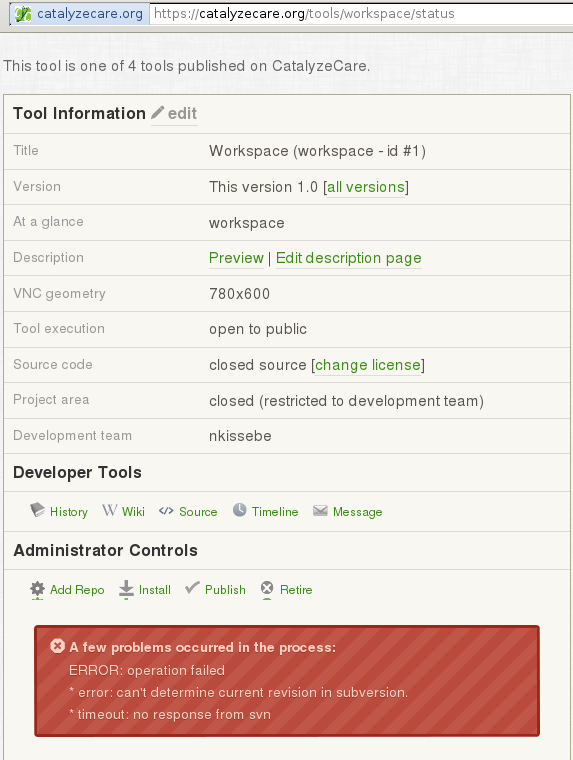 catalyzecare.org https://catalyzecare.org/tools/workspace/status
This tool is one of 4 tools published on CatalyzeCare.
Tool Information edit
Title Workspace (workspace - id #1)
Version This version 1.0 [all versions]
At a glance workspace
Description Preview | Edit description page
VNC geometry 780x600
Tool execution open to public
Source code closed source [change license]
Project area closed (restricted to development team)
Development team nkissebe
Developer Tools
History Wiki Source Timeline Message
Administrator Controls
Add Repo Install Publish Retire
A few problems occurred in the process:
ERROR: operation failed
* error: can't determine current revision in subversion.
* timeout: no response from svn